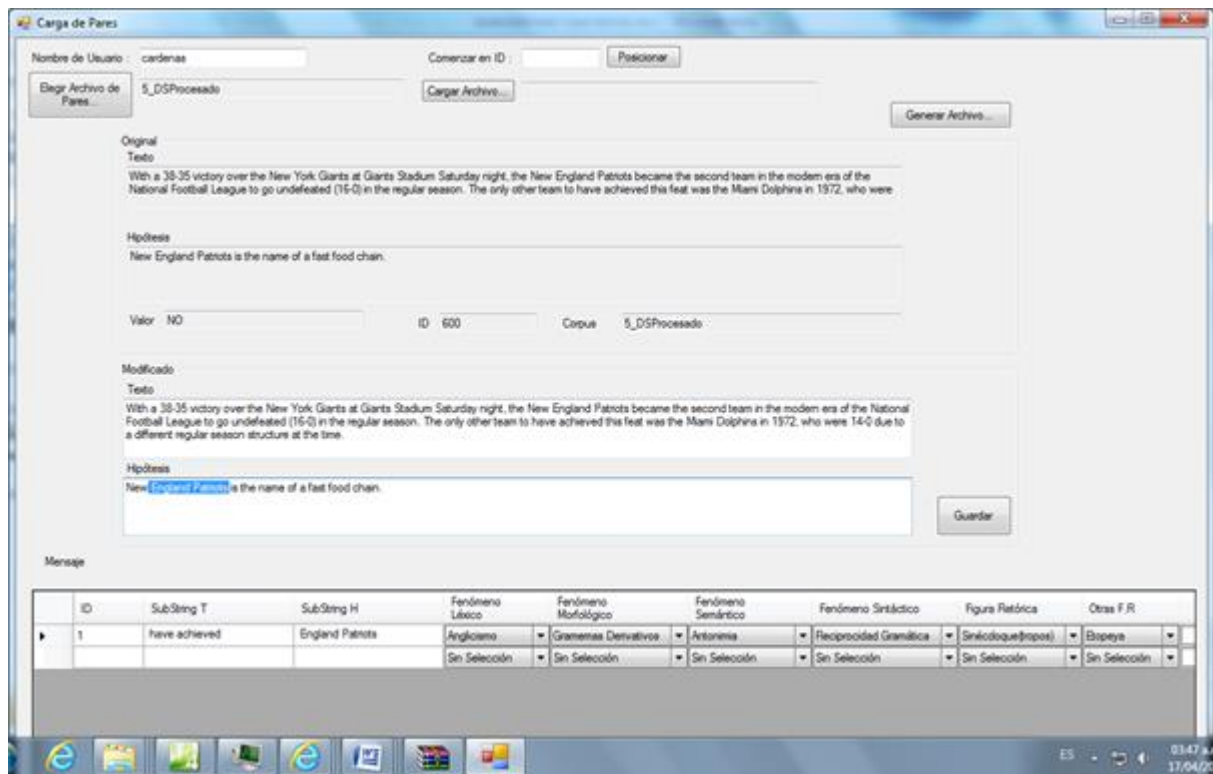 Carga de Pares
Nombre de Usuario : cardenas Comenzar en ID : Posicionar
Elegir Archivo de Pares... 5_DSProcesado Cargar Archivo...
Generar Archivo...
Original
Texto
With a 38-35 victory over the New York Giants at Giants Stadium Saturday night, the New England Patriots became the second team in the modern era of the
National Football League to go undefeated (16-0) in the regular season. The only other team to have achieved this feat was the Miami Dolphins in 1972, who were
Hipótesis
New England Patriots is the name of a fast food chain.
Valor NO ID 600 Corpus 5_DSProcesado
Modificado
Texto
With a 38-35 victory over the New York Giants at Giants Stadium Saturday night, the New England Patriots became the second team in the modern era of the National
Football League to go undefeated (16-0) in the regular season. The only other team to have achieved this feat was the Miami Dolphins in 1972, who were 14-0 due to
a different regular season structure at the time.
Hipótesis
New England Patriots is the name of a fast food chain.
Guardar
Mensaje
ID SubString T SubString H Fenómeno Léxico Fenómeno Morfológico Fenómeno Semántico Fenómeno Sintáctico Figura Retórica Otras F.R
1 have achieved England Patriots Anglicismo Gramemas Derivativos Antonimia Reciprocidad Gramática Sinécdoque(tropos) Etopeya
Sin Selección Sin Selección Sin Selección Sin Selección Sin Selección Sin Selección
ES 03:47 a.
17/04/20